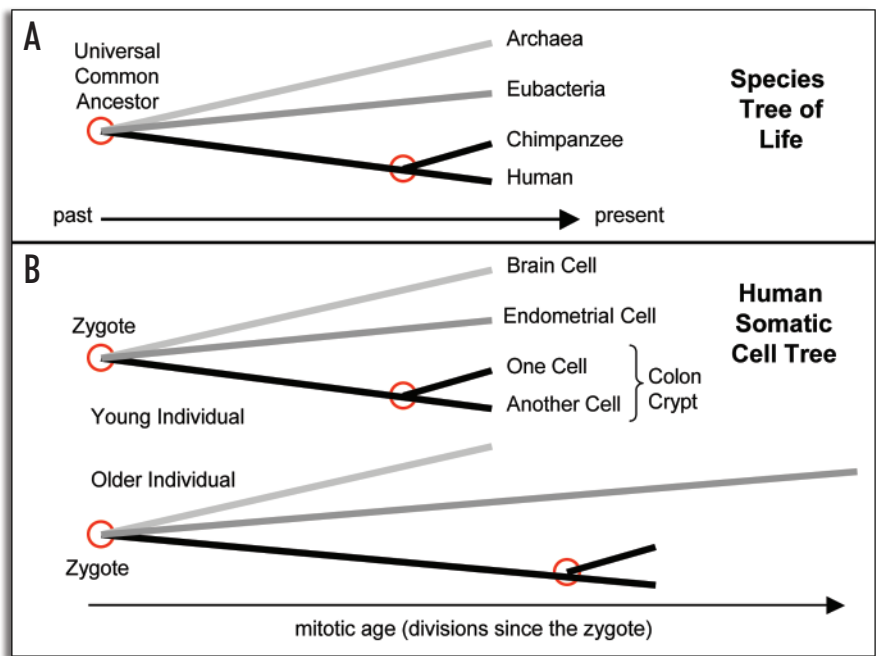 A
Universal
Common
Ancestor
Archaea
Eubacteria
Chimpanzee
Human
Species
Tree of
Life
past
present
B
Zygote
Brain Cell
Endometrial Cell
One Cell
Another Cell
Colon
Crypt
Human
Somatic
Cell Tree
Young Individual
Older Individual
Zygote
mitotic age (divisions since the zygote)